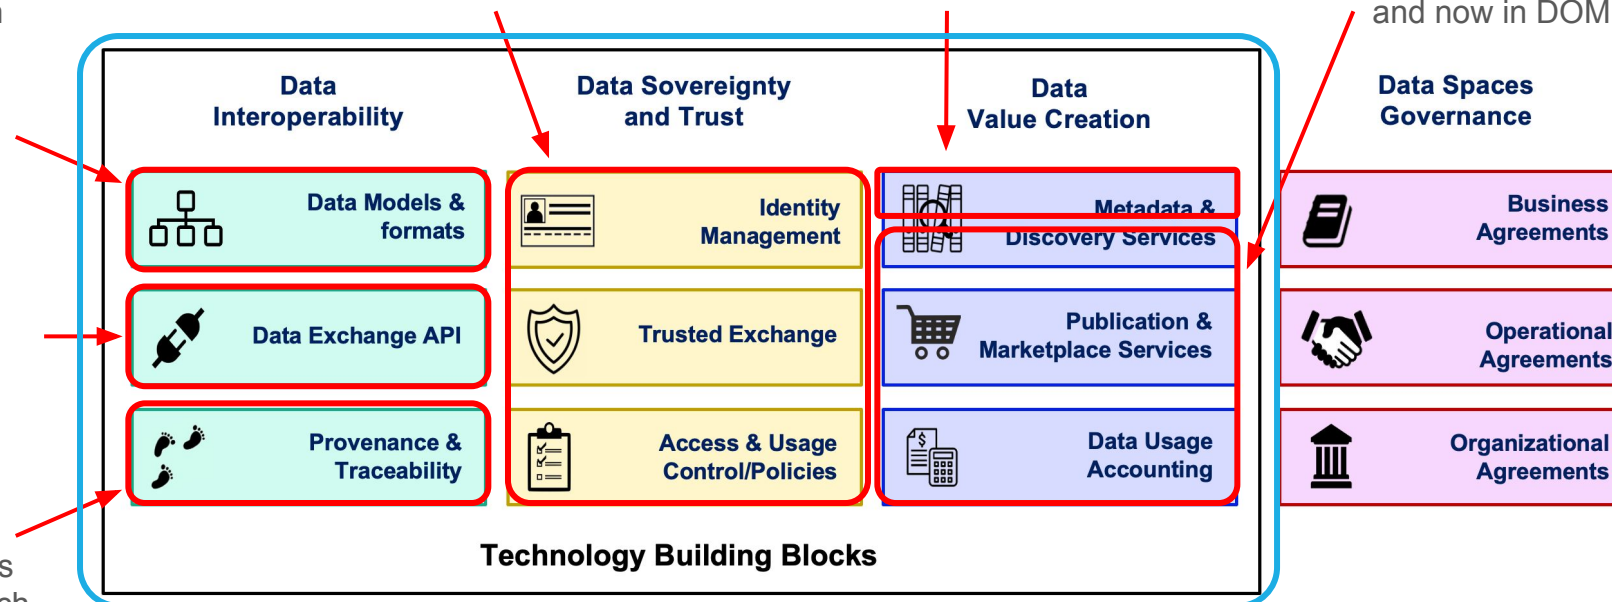 and now in DOM
Data
Interoperability
Data Sovereignty
and Trust
Data
Value Creation
Data Spaces
Governance
Data Models &
formats
Identity
Management
Metadata &
Discovery Services
Business
Agreements
Data Exchange API
Trusted Exchange
Publication &
Marketplace Services
Operational
Agreements
Provenance &
Traceability
Access & Usage
Control/Policies
Data Usage
Accounting
Organizational
Agreements
Technology Building Blocks